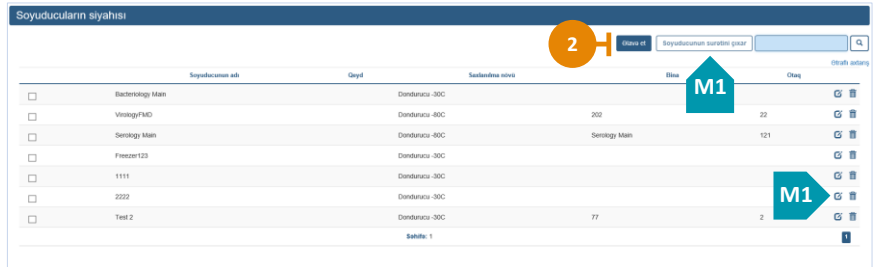 Soyuducuların siyahısı
2
Əlavə et
Soyuducunun surətini çıxar
Ətraflı axtarış
M1
Soyuducunun adı Qeyd Saxlanılma növü Bina Otaq
Bacteriology Main Dondurucu -30C
VirologyFMD Dondurucu -80C 202 22
Serology Main Dondurucu -80C Serology Main 121
Freezer123 Dondurucu -30C
1111 Dondurucu -30C
2222 Dondurucu -30C
M1
Test 2 Dondurucu -30C 77 2
Səhifə: 1
1